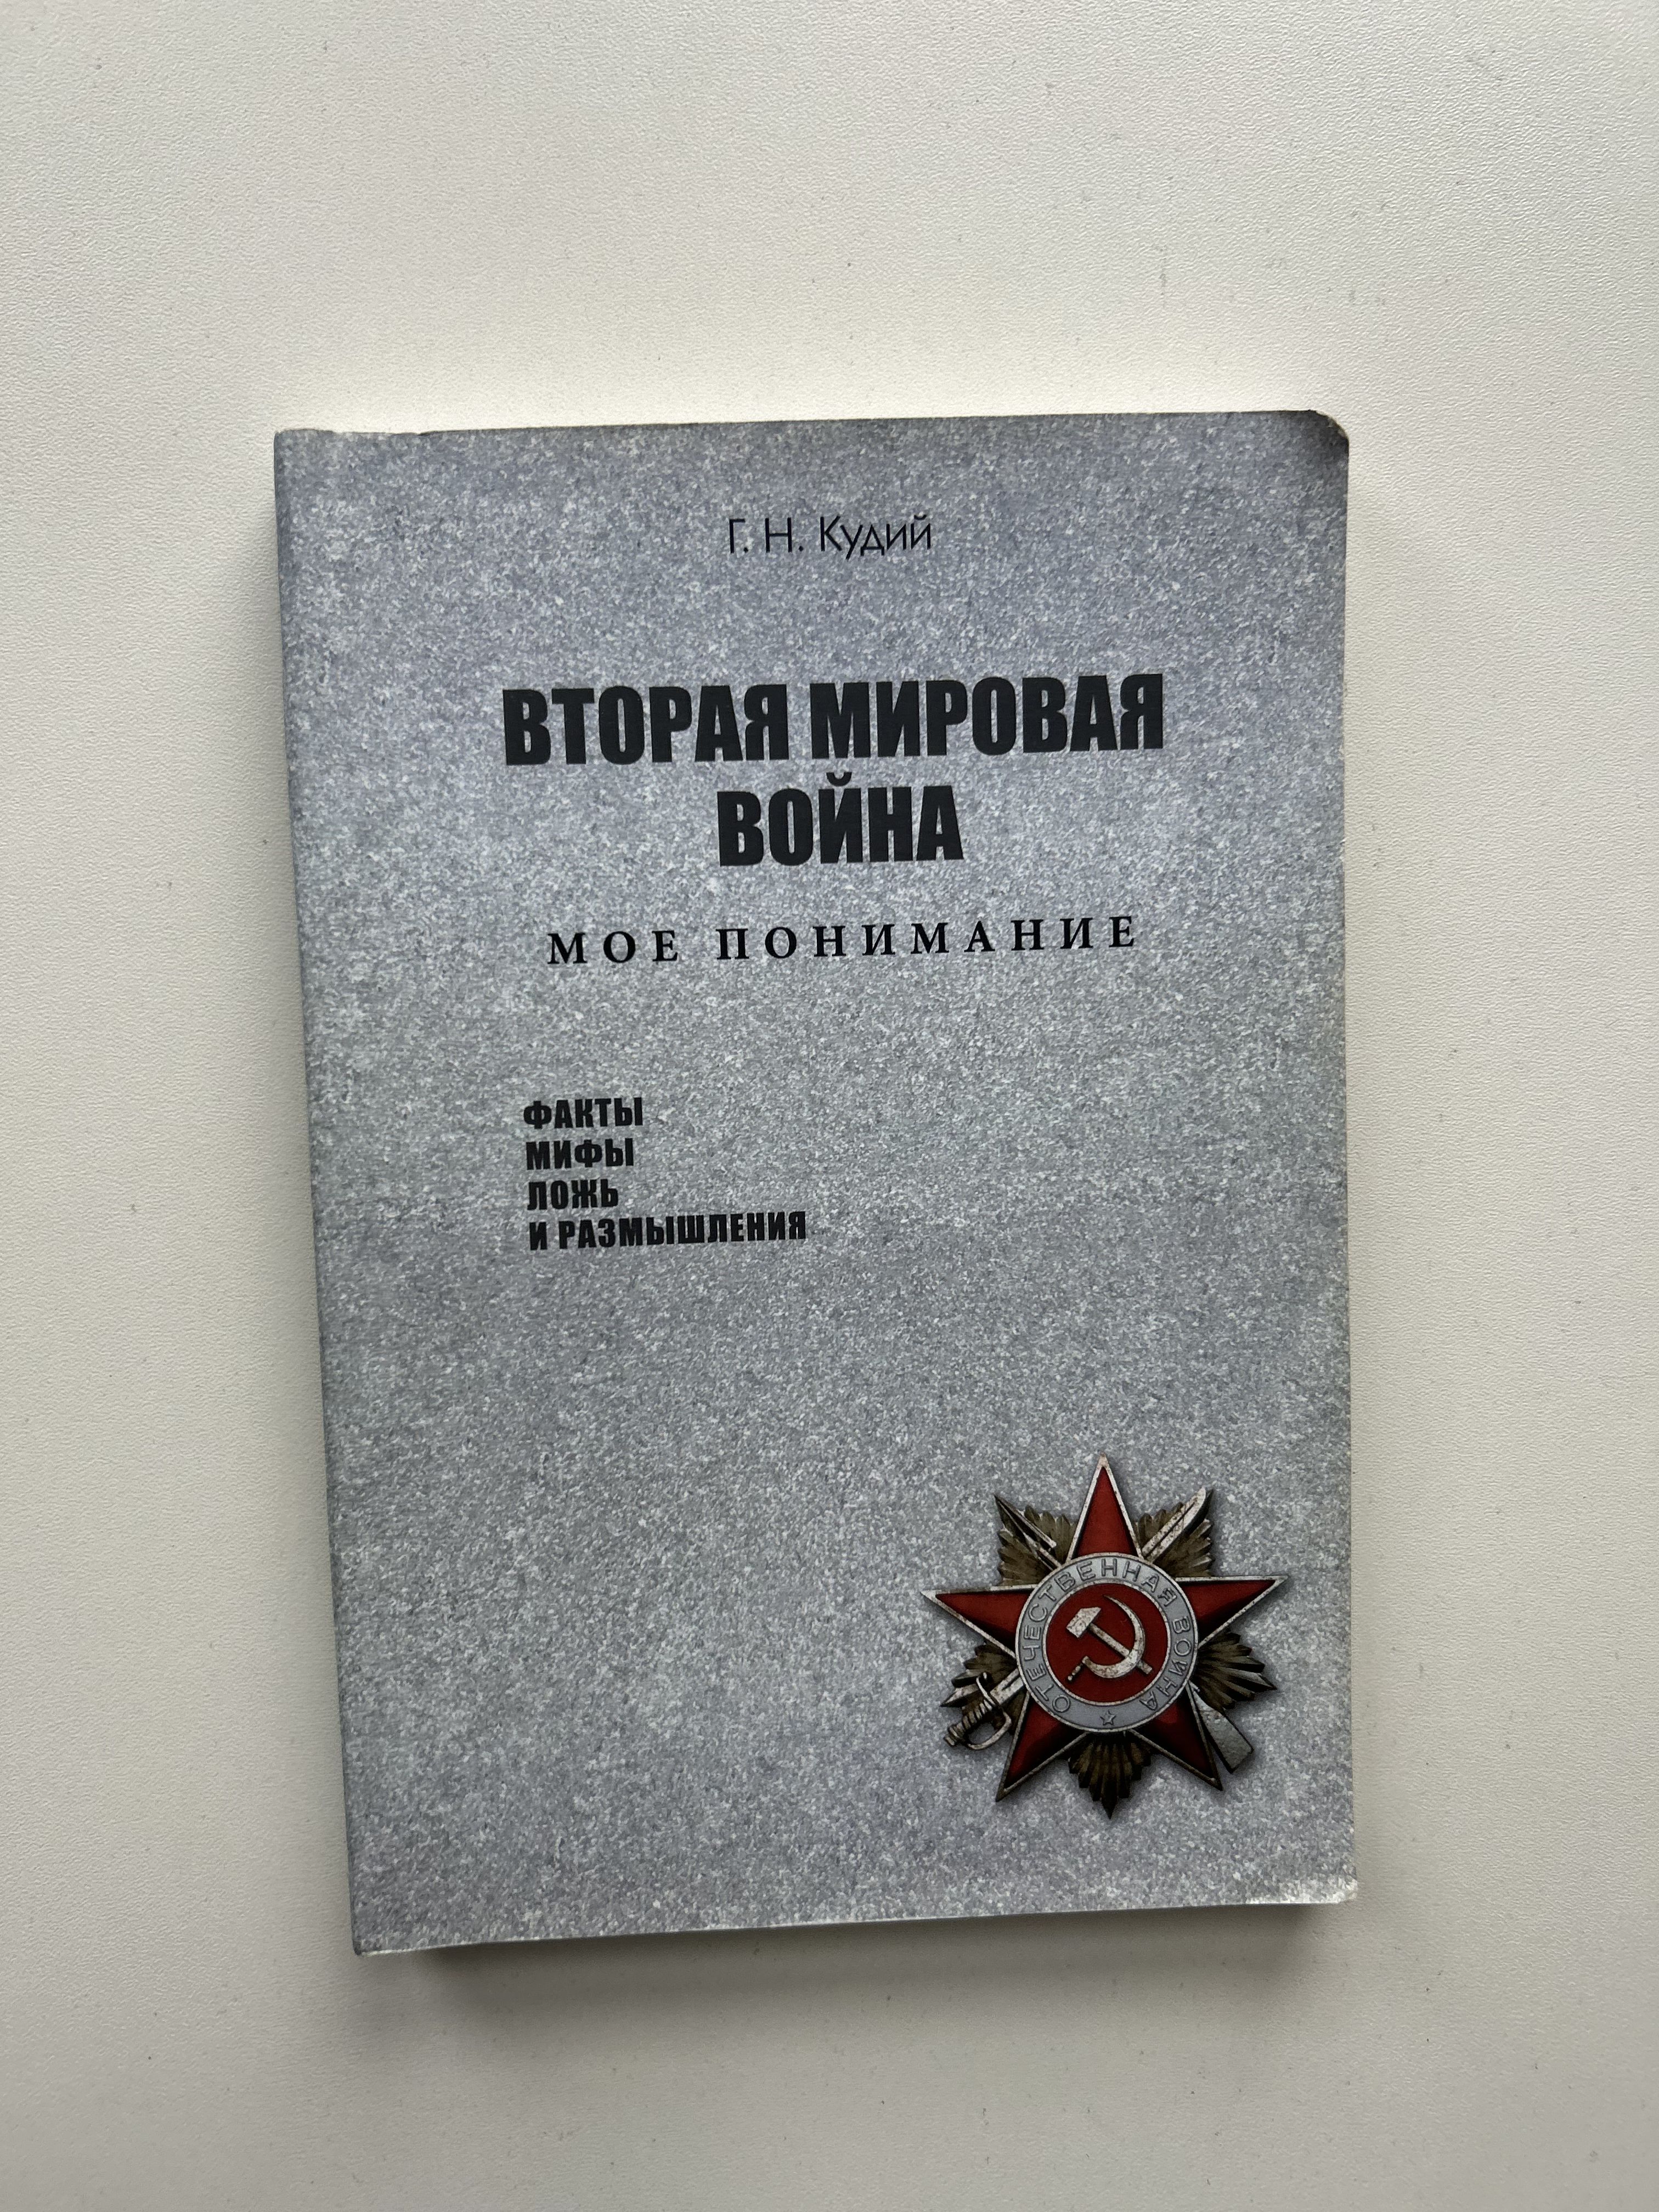 Г. Н. Кудий
ВТОРАЯ МИРОВАЯ
ВОЙНА
МОЕ ПОНИМАНИЕ
ФАКТЫ
МИФЫ
ЛОЖЬ
И РАЗМЫШЛЕНИЯ
ОТЕЧЕСТВЕННАЯ ВОЙНА